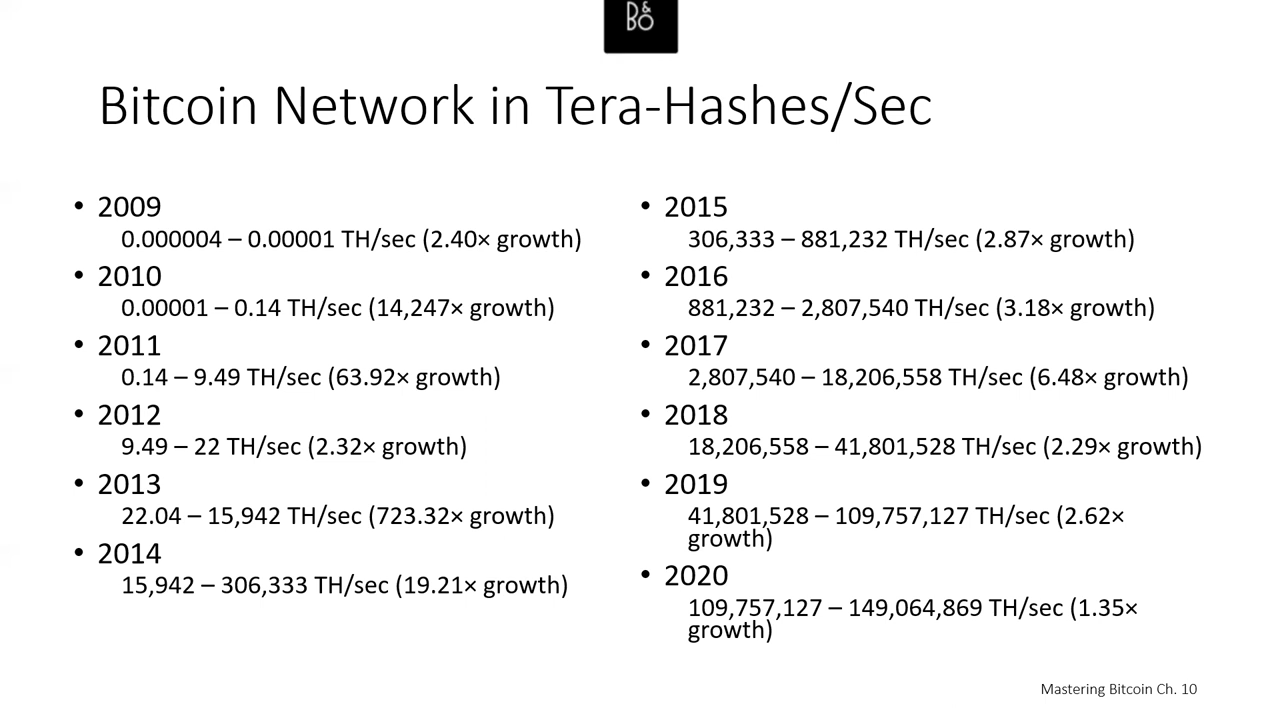 B&O
Bitcoin Network in Tera-Hashes/Sec
• 2009
0.000004 – 0.00001 TH/sec (2.40× growth)
• 2010
0.00001 – 0.14 TH/sec (14,247× growth)
• 2011
0.14 – 9.49 TH/sec (63.92× growth)
• 2012
9.49 – 22 TH/sec (2.32× growth)
• 2013
22.04 – 15,942 TH/sec (723.32× growth)
• 2014
15,942 – 306,333 TH/sec (19.21× growth)
• 2015
306,333 – 881,232 TH/sec (2.87× growth)
• 2016
881,232 – 2,807,540 TH/sec (3.18× growth)
• 2017
2,807,540 – 18,206,558 TH/sec (6.48× growth)
• 2018
18,206,558 – 41,801,528 TH/sec (2.29× growth)
• 2019
41,801,528 – 109,757,127 TH/sec (2.62×
growth)
• 2020
109,757,127 – 149,064,869 TH/sec (1.35×
growth)
Mastering Bitcoin Ch. 10